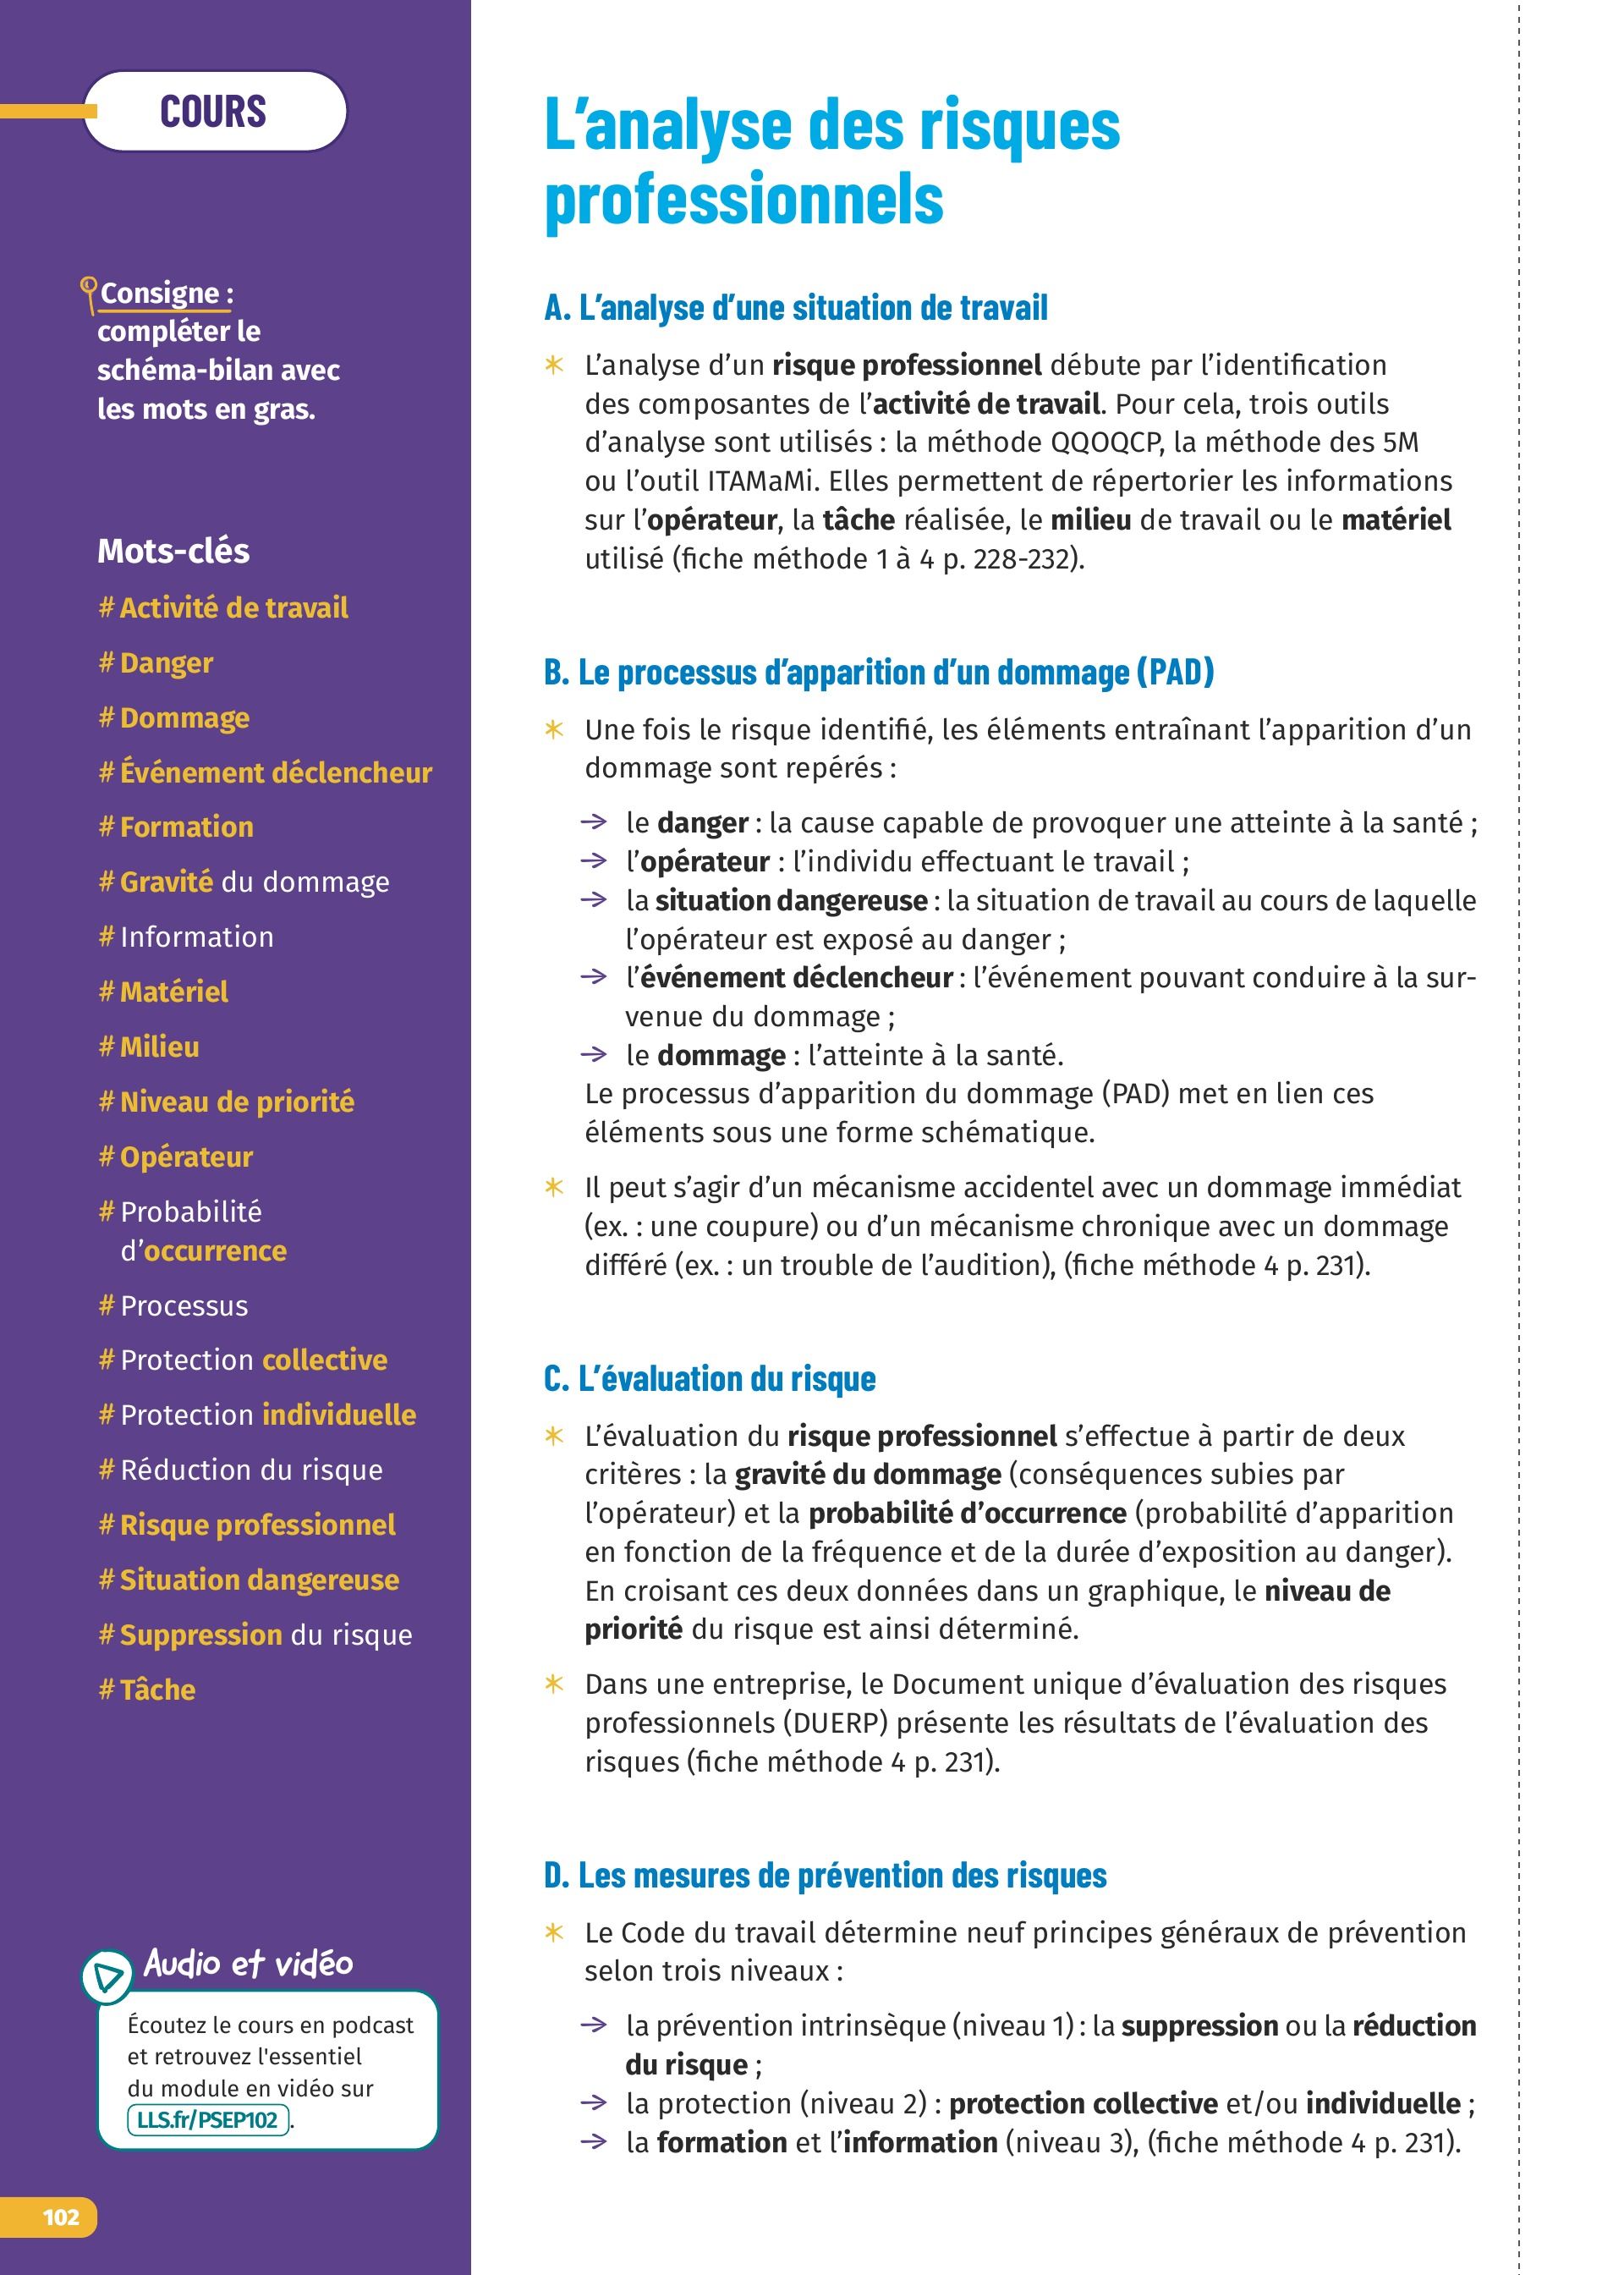 COURS
Consigne :
compléter le
schéma-bilan avec
les mots en gras.
Mots-clés
# Activité de travail
# Danger
# Dommage
# Événement déclencheur
# Formation
# Gravité du dommage
# Information
# Matériel
# Milieu
# Niveau de priorité
# Opérateur
# Probabilité
d’occurrence
# Processus
# Protection collective
# Protection individuelle
# Réduction du risque
# Risque professionnel
# Situation dangereuse
# Suppression du risque
# Tâche
Audio et vidéo
Écoutez le cours en podcast
et retrouvez l'essentiel
du module en vidéo sur
LLS.fr/PSEP102.
102
L’analyse des risques
professionnels
A. L’analyse d’une situation de travail
* L’analyse d’un risque professionnel débute par l’identification
des composantes de l’activité de travail. Pour cela, trois outils
d’analyse sont utilisés : la méthode QQOQCP, la méthode des 5M
ou l’outil ITAMaMi. Elles permettent de répertorier les informations
sur l’opérateur, la tâche réalisée, le milieu de travail ou le matériel
utilisé (fiche méthode 1 à 4 p. 228-232).
B. Le processus d’apparition d’un dommage (PAD)
* Une fois le risque identifié, les éléments entraînant l’apparition d’un
dommage sont repérés :
→ le danger : la cause capable de provoquer une atteinte à la santé ;
→ l’opérateur : l’individu effectuant le travail ;
→ la situation dangereuse : la situation de travail au cours de laquelle
l’opérateur est exposé au danger ;
→ l’événement déclencheur : l’événement pouvant conduire à la sur-
venue du dommage ;
→ le dommage : l’atteinte à la santé.
Le processus d’apparition du dommage (PAD) met en lien ces
éléments sous une forme schématique.
* Il peut s’agir d’un mécanisme accidentel avec un dommage immédiat
(ex. : une coupure) ou d’un mécanisme chronique avec un dommage
différé (ex. : un trouble de l’audition), (fiche méthode 4 p. 231).
C. L’évaluation du risque
* L’évaluation du risque professionnel s’effectue à partir de deux
critères : la gravité du dommage (conséquences subies par
l’opérateur) et la probabilité d’occurrence (probabilité d’apparition
en fonction de la fréquence et de la durée d’exposition au danger).
En croisant ces deux données dans un graphique, le niveau de
priorité du risque est ainsi déterminé.
* Dans une entreprise, le Document unique d’évaluation des risques
professionnels (DUERP) présente les résultats de l’évaluation des
risques (fiche méthode 4 p. 231).
D. Les mesures de prévention des risques
* Le Code du travail détermine neuf principes généraux de prévention
selon trois niveaux :
→ la prévention intrinsèque (niveau 1) : la suppression ou la réduction
du risque ;
→ la protection (niveau 2) : protection collective et/ou individuelle ;
→ la formation et l’information (niveau 3), (fiche méthode 4 p. 231).